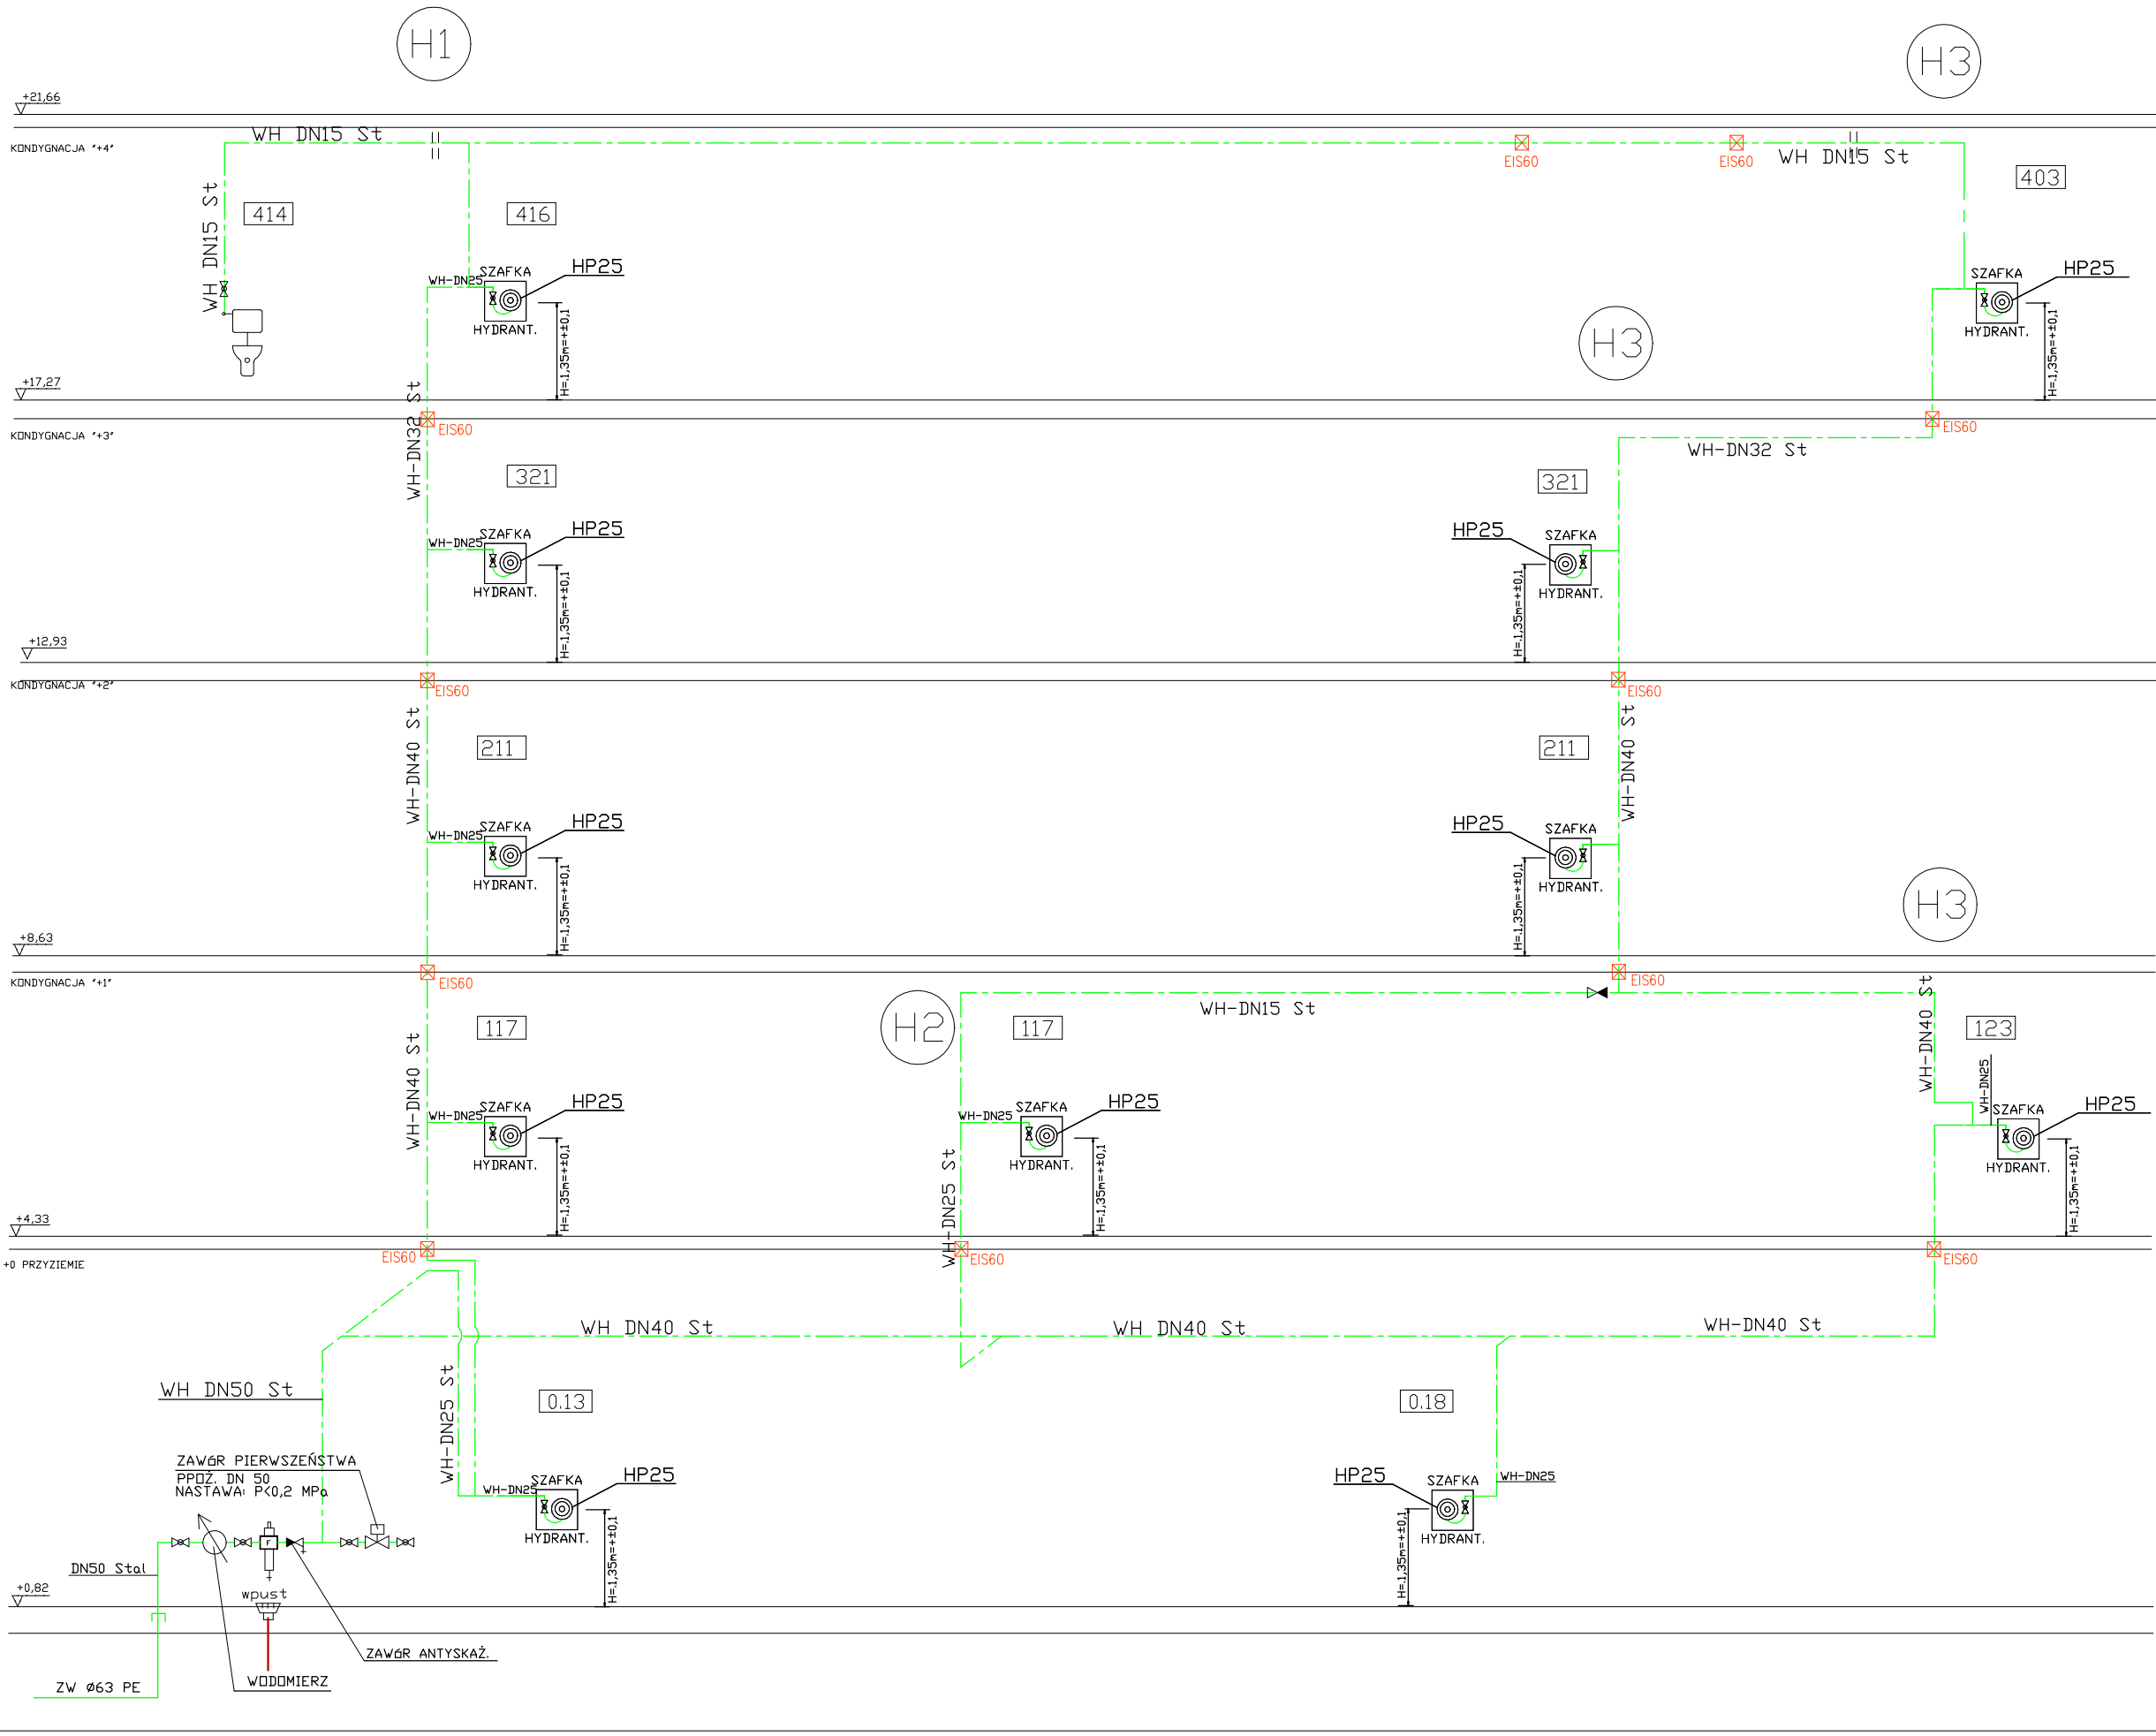 H1
H3
+21,66
WH DN15 St
KONDYGNACJA "+4"
EIS60
EIS60
WH DN15 St
403
WH DN15 St
414
416
SZAFKA
HP25
WH-DN25
HYDRANT.
H=.1,35m=+±0,1
SZAFKA
HP25
HYDRANT.
H=.1,35m=+±0,1
H3
+17,27
WH-DN32 St
EIS60
EIS60
KONDYGNACJA "+3"
WH-DN32 St
321
321
SZAFKA
HP25
WH-DN25
HYDRANT.
H=.1,35m=+±0,1
HP25
SZAFKA
HYDRANT.
H=.1,35m=+±0,1
+12,93
KONDYGNACJA "+2"
EIS60
EIS60
WH-DN40 St
WH-DN40 St
211
211
SZAFKA
HP25
WH-DN25
HYDRANT.
H=.1,35m=+±0,1
HP25
SZAFKA
HYDRANT.
H=.1,35m=+±0,1
H3
+8,63
KONDYGNACJA "+1"
EIS60
EIS60
WH-DN15 St
WH-DN40 St
WH-DN40 St
117
H2
117
123
WH-DN25
SZAFKA
HP25
WH-DN25
HYDRANT.
H=.1,35m=+±0,1
SZAFKA
HP25
WH-DN25
HYDRANT.
H=.1,35m=+±0,1
SZAFKA
HP25
HYDRANT.
H=.1,35m=+±0,1
WH-DN25 St
+4,33
EIS60
EIS60
EIS60
+0 PRZYZIEMIE
WH DN40 St
WH DN40 St
WH-DN40 St
WH DN50 St
WH-DN25 St
0.13
0.18
ZAWóR PIERWSZEŃSTWA
PPOŻ. DN 50
NASTAWA: P<0,2 MPa
SZAFKA
HP25
WH-DN25
HYDRANT.
H=.1,35m=+±0,1
HP25
SZAFKA
WH-DN25
HYDRANT.
H=.1,35m=+±0,1
F
DN50 Stal
+0,82
wpust
ZAWóR ANTYSKAŻ.
WODOMIERZ
ZW Ø63 PE